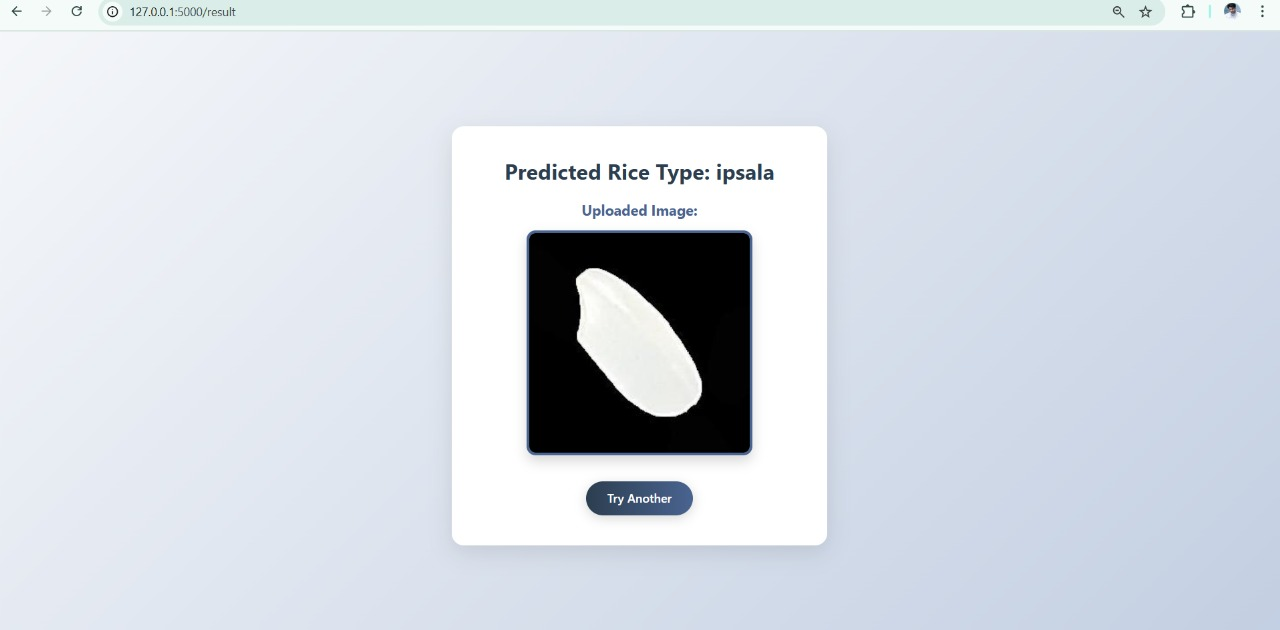 127.0.0.1:5000/result
Predicted Rice Type: ipsala
Uploaded Image:
Try Another